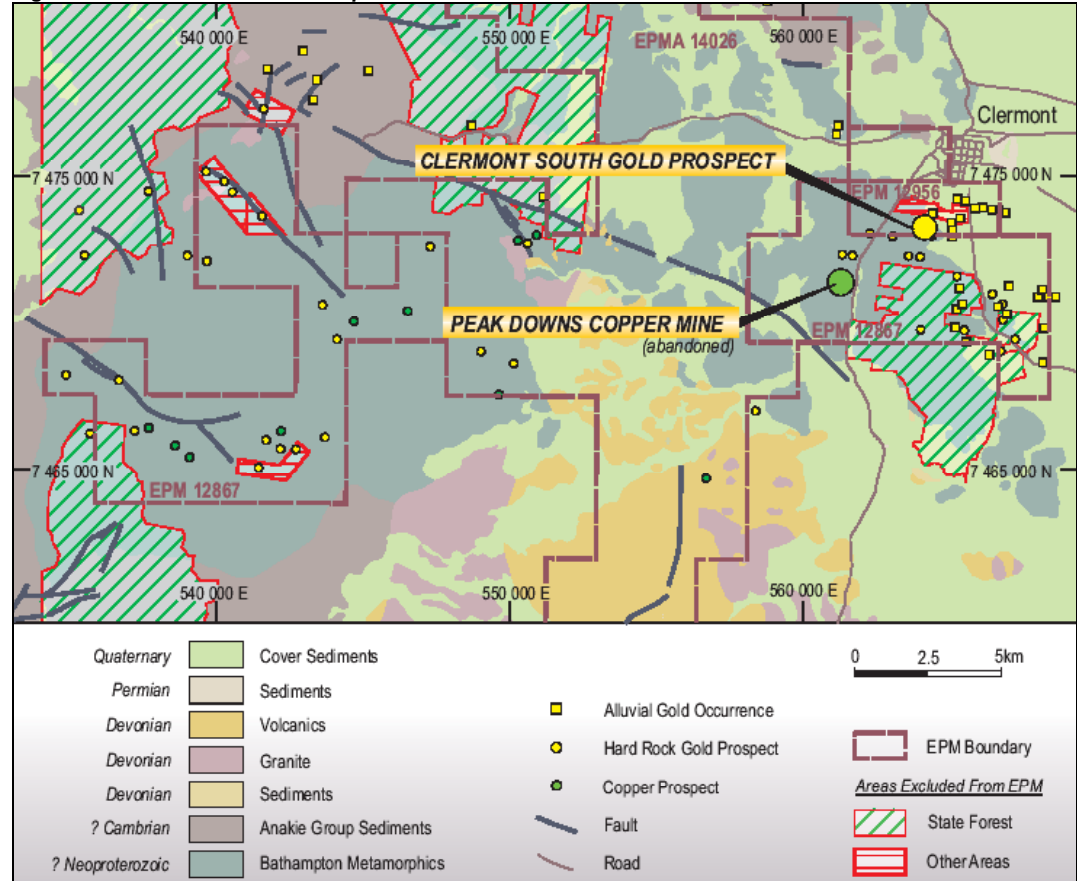 540 000 E
550 000 E
560 000 E
EPMA 14026
Clermont
CLERMONT SOUTH GOLD PROSPECT
7 475 000 N
7 475 000 N
EPM 12956
PEAK DOWNS COPPER MINE
(abandoned)
EPM 12867
7 465 000 N
7 465 000 N
EPM 12867
540 000 E
550 000 E
560 000 E
Quaternary Cover Sediments
Permian Sediments
Devonian Volcanics
Devonian Granite
Devonian Sediments
? Cambrian Anakie Group Sediments
? Neoproterozoic Bathampton Metamorphics
Alluvial Gold Occurrence
Hard Rock Gold Prospect
Copper Prospect
Fault
Road
0 2.5 5km
EPM Boundary
Areas Excluded From EPM
State Forest
Other Areas